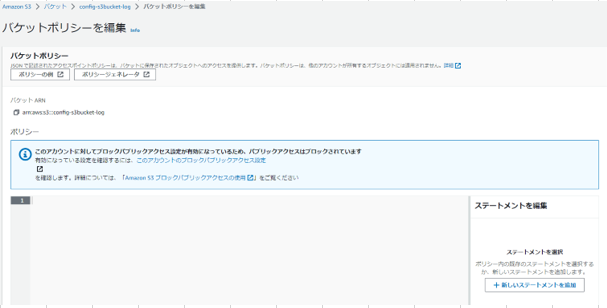 Amazon S3 > バケット > config-s3bucket-log > バケットポリシーを編集
バケットポリシーを編集 Info
バケットポリシー
JSON で記述されたアクセスポイントポリシーは、バケットに保存されたオブジェクトへのアクセスを提供します。バケットポリシーは、他のアカウントが所有するオブジェクトには適用されません。詳細
ポリシーの例
ポリシージェネレータ
バケット ARN
arn:aws:s3:::config-s3bucket-log
ポリシー
このアカウントに対してブロックパブリックアクセス設定が有効になっているため、パブリックアクセスはブロックされています
有効になっている設定を確認するには、このアカウントのブロックパブリックアクセス設定
を確認します。詳細については、「Amazon S3 ブロックパブリックアクセスの使用」をご覧ください
1
ステートメントを編集
ステートメントを選択
ポリシー内の既存のステートメントを選択する
か、新しいステートメントを追加します。
+ 新しいステートメントを追加